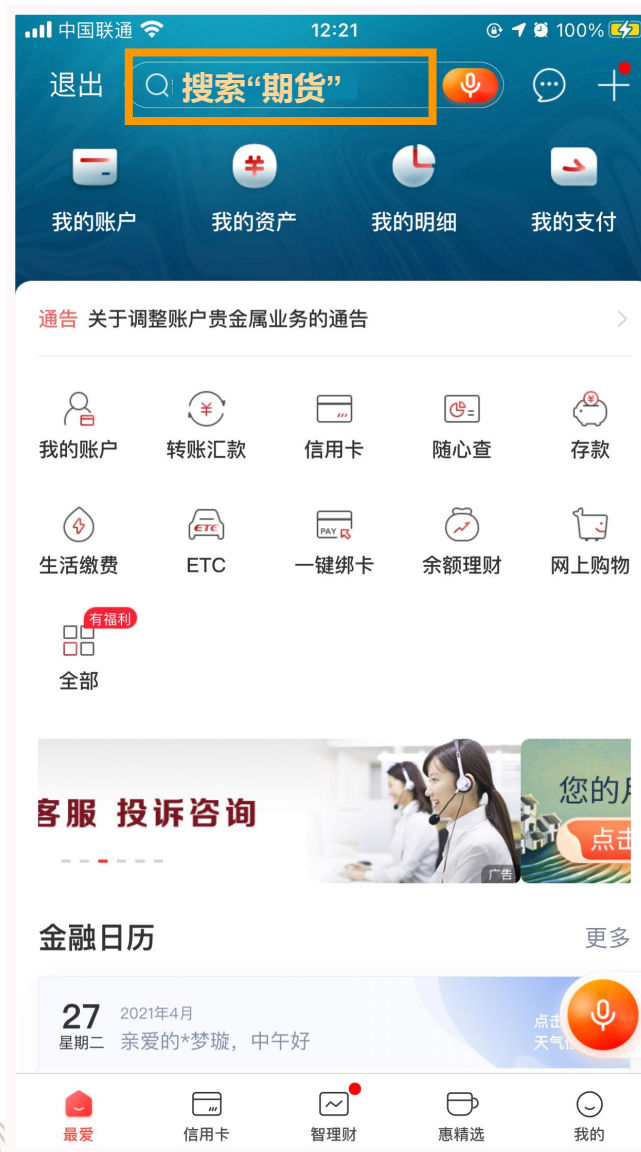 中国联通 12:21 100%
退出 搜索“期货”
我的账户 我的资产 我的明细 我的支付
通告 关于调整账户贵金属业务的通告
我的账户 转账汇款 信用卡 随心查 存款
生活缴费 ETC 一键绑卡 余额理财 网上购物
ETC PAY
有福利
全部
客服 投诉咨询
您的
点击
广告
金融日历 更多
27 2021年4月
星期二 亲爱的*梦璇，中午好
点击
天气
最爱 信用卡 智理财 惠精选 我的